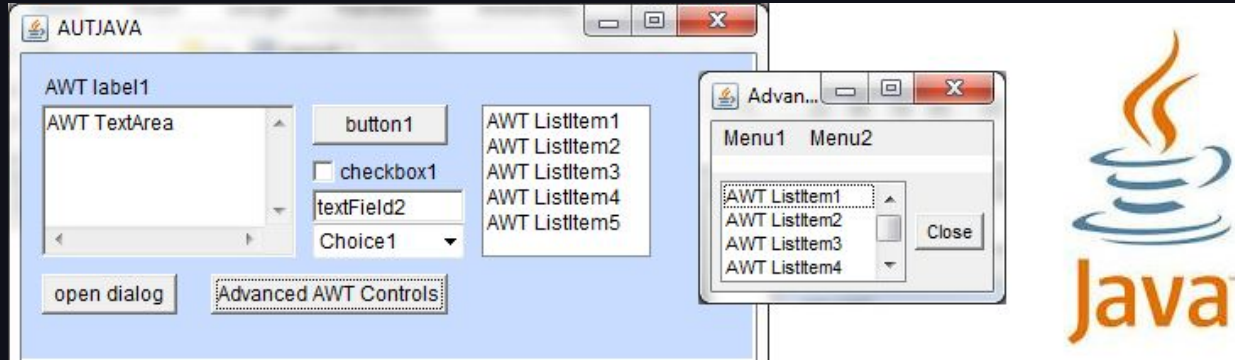 AUTJAVA
AWT label1
AWT TextArea
button1
checkbox1
textField2
Choice1
AWT ListItem1
AWT ListItem2
AWT ListItem3
AWT ListItem4
AWT ListItem5
open dialog
Advanced AWT Controls
Advan...
Menu1 Menu2
AWT ListItem1
AWT ListItem2
AWT ListItem3
AWT ListItem4
Close
Java